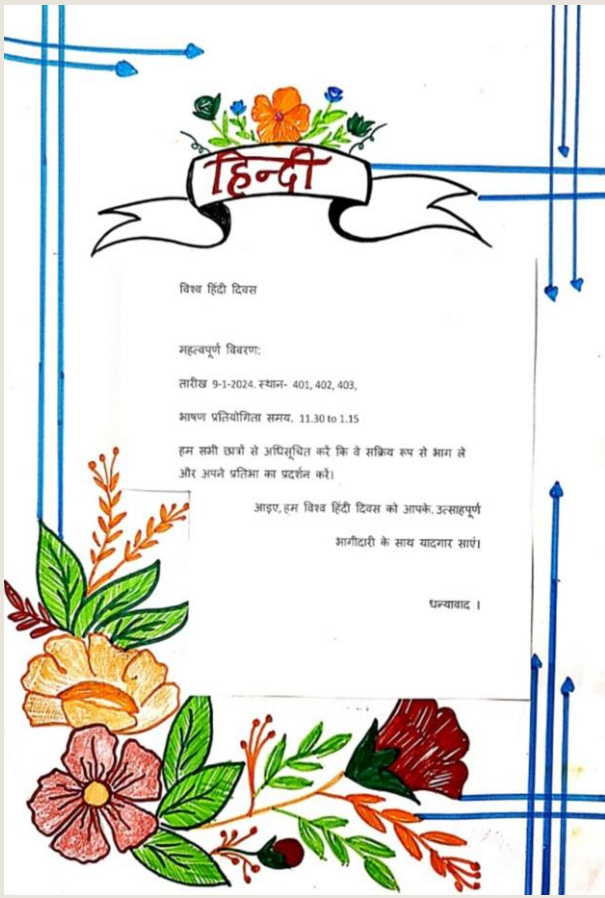 हिन्दी
विश्व हिंदी दिवस
महत्वपूर्ण विवरण:
तारीख 9-1-2024. स्थान- 401, 402, 403,
भाषण प्रतियोगिता समय. 11.30 to 1.15
हम सभी छात्रों से अधिसूचित करें कि वे सक्रिय रूप से भाग ले
और अपने प्रतिभा का प्रदर्शन करें।
आइए, हम विश्व हिंदी दिवस को आपके. उत्साहपूर्ण
भागीदारी के साथ यादगार साएं।
धन्यावाद ।